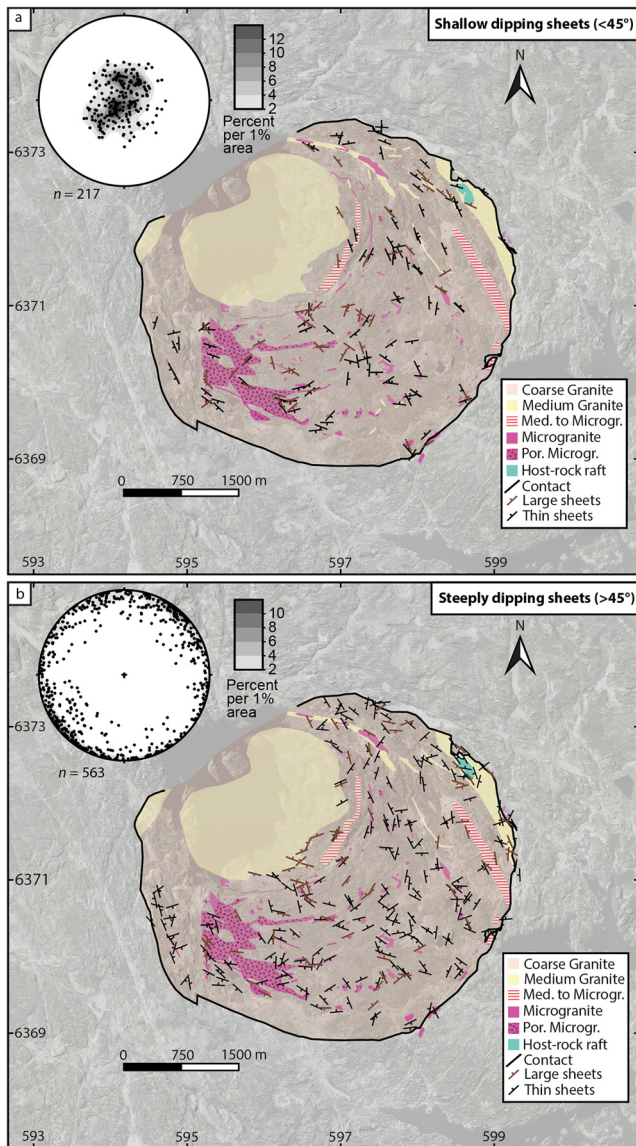 a
Shallow dipping sheets (<45°)
12
10
8
6
4
2
Percent
per 1%
area
n = 217
N
6373
6371
6369
0 750 1500 m
Coarse Granite
Medium Granite
Med. to Microgr.
Microgranite
Por. Microgr.
Host-rock raft
Contact
Large sheets
Thin sheets
593 595 597 599
b
Steeply dipping sheets (>45°)
10
8
6
4
2
Percent
per 1%
area
n = 563
N
6373
6371
6369
0 750 1500 m
Coarse Granite
Medium Granite
Med. to Microgr.
Microgranite
Por. Microgr.
Host-rock raft
Contact
Large sheets
Thin sheets
593 595 597 599